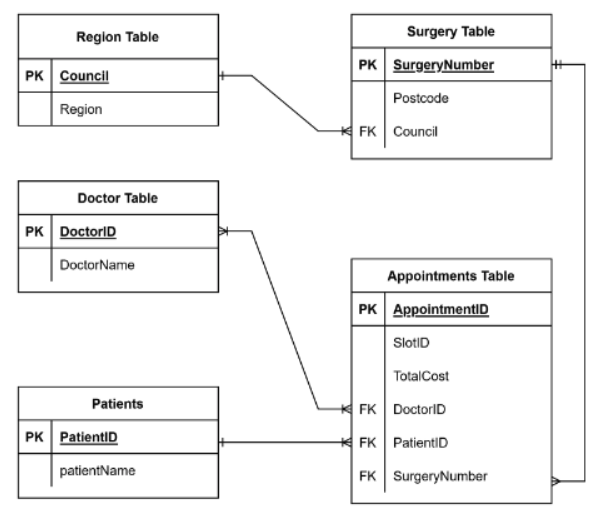 Region Table
PK Council
Region
Surgery Table
PK SurgeryNumber
Postcode
FK Council
Doctor Table
PK DoctorID
DoctorName
Appointments Table
PK AppointmentID
SlotID
TotalCost
FK DoctorID
FK PatientID
FK SurgeryNumber
Patients
PK PatientID
patientName